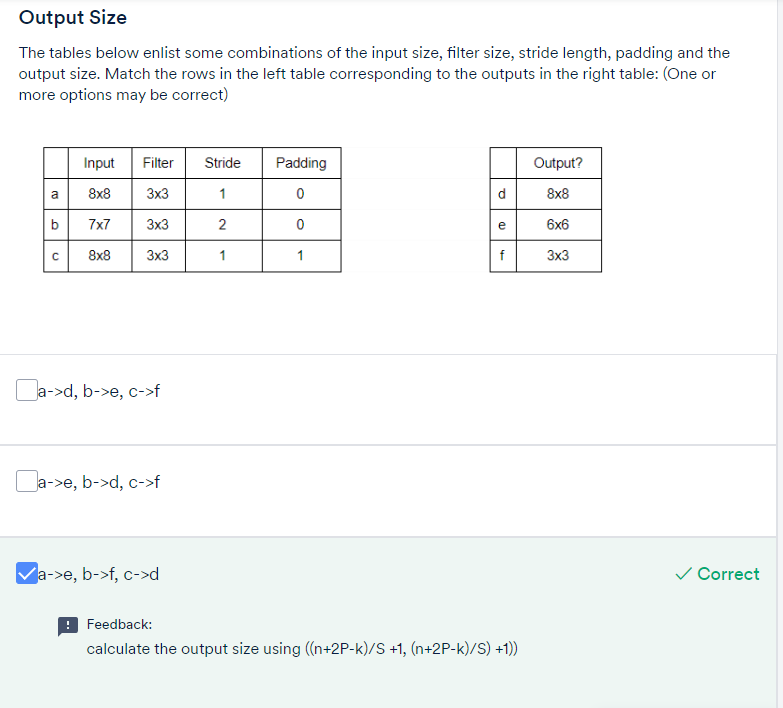 Output Size
The tables below enlist some combinations of the input size, filter size, stride length, padding and the
output size. Match the rows in the left table corresponding to the outputs in the right table: (One or
more options may be correct)
Input Filter Stride Padding
a 8x8 3x3 1 0
b 7x7 3x3 2 0
c 8x8 3x3 1 1
Output?
d 8x8
e 6x6
f 3x3
a->d, b->e, c->f
a->e, b->d, c->f
a->e, b->f, c->d
Correct
Feedback:
calculate the output size using ((n+2P-k)/S +1, (n+2P-k)/S) +1))